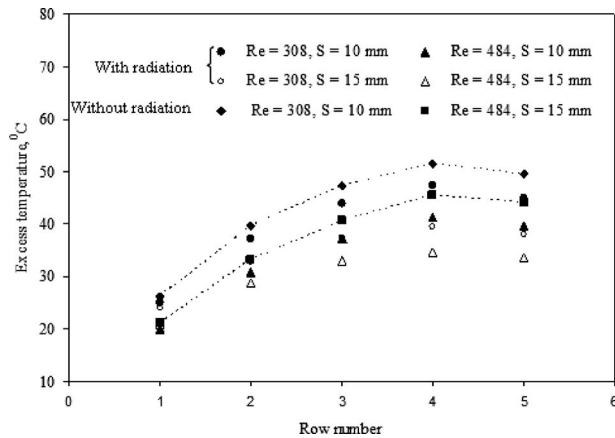 80
70
60
50
40
30
20
10
Excess temperature, ⁰C
With radiation
Re = 308, S = 10 mm
Re = 484, S = 10 mm
Re = 308, S = 15 mm
Re = 484, S = 15 mm
Without radiation
Re = 308, S = 10 mm
Re = 484, S = 15 mm
0
1
2
3
4
5
6
Row number